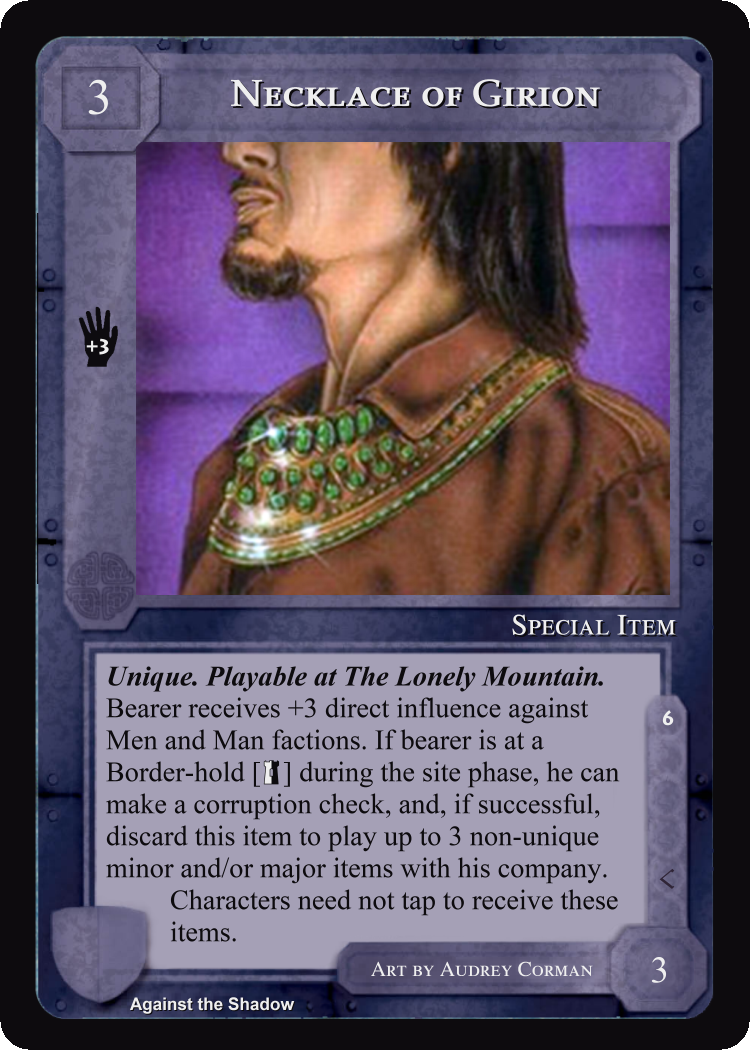 3
Necklace of Girion
+3
Special Item
Unique. Playable at The Lonely Mountain.
Bearer receives +3 direct influence against
Men and Man factions. If bearer is at a
Border-hold [ ] during the site phase, he can
make a corruption check, and, if successful,
discard this item to play up to 3 non-unique
minor and/or major items with his company.
Characters need not tap to receive these
items.
6
<
Art by Audrey Corman
3
Against the Shadow